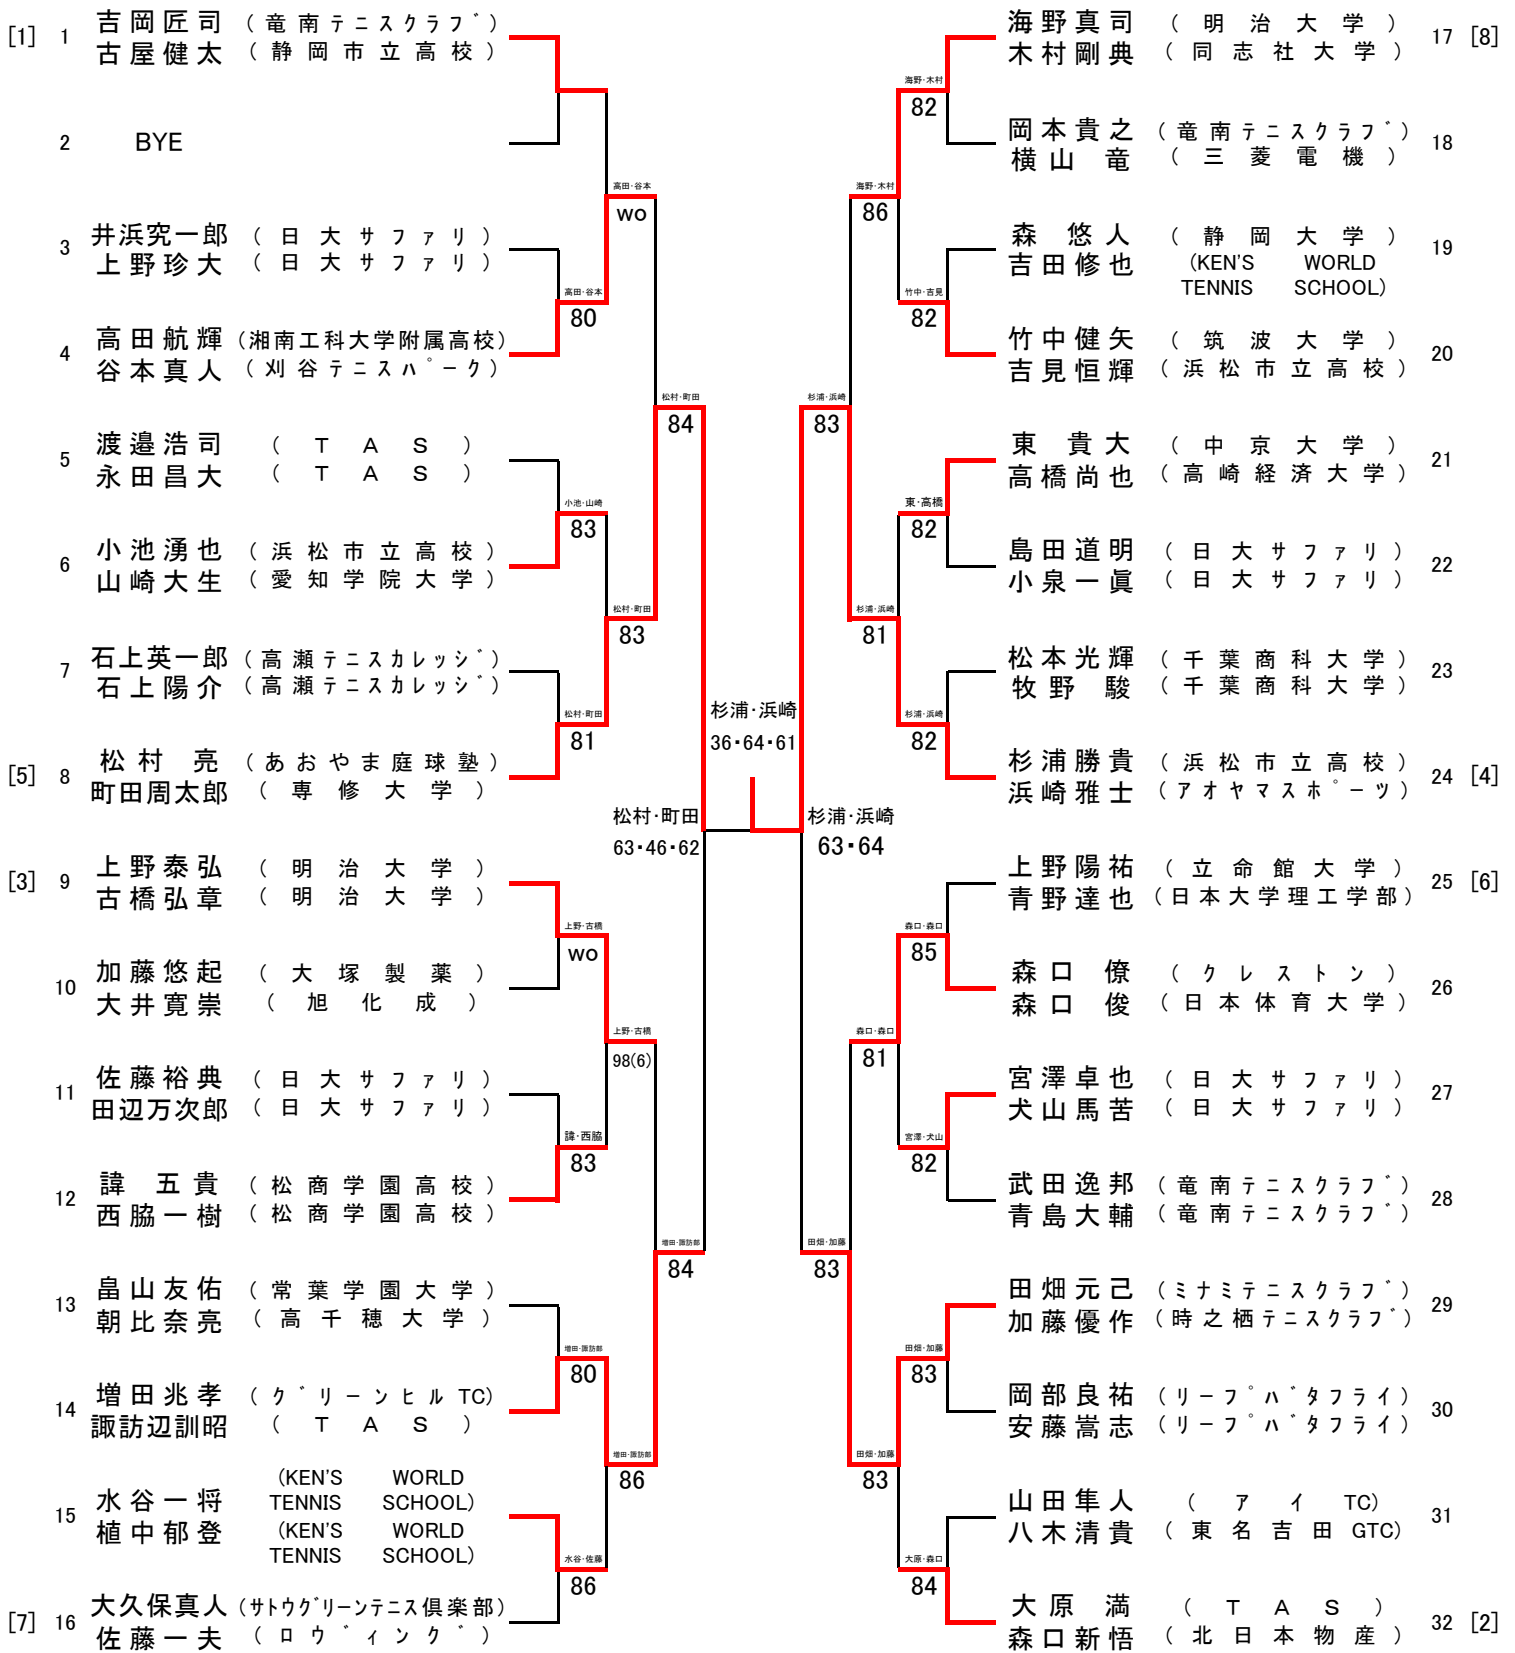 [1] 1 吉岡匠司 (竜南テニスクラブ)
古屋健太 (静岡市立高校)
2 BYE
高田・谷本
WO
3 井浜究一郎 (日大サファリ)
上野珍大 (日大サファリ)
高田・谷本
80
4 高田航輝 (湘南工科大学附属高校)
谷本真人 (刈谷テニスパーク)
松村・町田
84
5 渡邉浩司 (TAS)
永田昌大 (TAS)
小池・山崎
83
6 小池湧也 (浜松市立高校)
山崎大生 (愛知学院大学)
松村・町田
83
7 石上英一郎 (高瀬テニスカレッジ)
石上陽介 (高瀬テニスカレッジ)
松村・町田
81
[5] 8 松村亮 (あおやま庭球塾)
町田周太郎 (専修大学)
松村・町田
63・46・62
[3] 9 上野泰弘 (明治大学)
古橋弘章 (明治大学)
上野・古橋
WO
10 加藤悠起 (大塚製薬)
大井寛崇 (旭化成)
上野・古橋
98(6)
11 佐藤裕典 (日大サファリ)
田辺万次郎 (日大サファリ)
諱・西脇
83
12 諱五貴 (松商学園高校)
西脇一樹 (松商学園高校)
増田・諏訪部
84
13 畠山友佑 (常葉学園大学)
朝比奈亮 (高千穂大学)
増田・諏訪部
80
14 増田兆孝 (グリーンヒルTC)
諏訪辺訓昭 (TAS)
増田・諏訪部
86
15 水谷一将 (KEN'S WORLD
TENNIS SCHOOL)
植中郁登 (KEN'S WORLD
TENNIS SCHOOL)
水谷・佐藤
86
[7] 16 大久保真人 (サトウグリーンテニス倶楽部)
佐藤一夫 (ロウディング)
杉浦・浜崎
36・64・61
海野真司 (明治大学) 17 [8]
木村剛典 (同志社大学)
海野・木村
82
岡本貴之 (竜南テニスクラブ) 18
横山竜 (三菱電機)
海野・木村
86
森悠人 (静岡大学) 19
吉田修也 (KEN'S WORLD
TENNIS SCHOOL)
竹中・吉見
82
竹中健矢 (筑波大学) 20
吉見恒輝 (浜松市立高校)
杉浦・浜崎
83
東貴大 (中京大学) 21
高橋尚也 (高崎経済大学)
東・高橋
82
島田道明 (日大サファリ) 22
小泉一眞 (日大サファリ)
杉浦・浜崎
81
松本光輝 (千葉商科大学) 23
牧野駿 (千葉商科大学)
杉浦・浜崎
82
杉浦勝貴 (浜松市立高校) 24 [4]
浜崎雅士 (アオヤマスポーツ)
杉浦・浜崎
63・64
上野陽祐 (立命館大学) 25 [6]
青野達也 (日本大学理工学部)
森口・森口
85
森口僚 (クレストン) 26
森口俊 (日本体育大学)
森口・森口
81
宮澤卓也 (日大サファリ) 27
犬山馬苦 (日大サファリ)
宮澤・犬山
82
武田逸邦 (竜南テニスクラブ) 28
青島大輔 (竜南テニスクラブ)
田畑・加藤
83
田畑元己 (ミナミテニスクラブ) 29
加藤優作 (時之栖テニスクラブ)
田畑・加藤
83
岡部良祐 (リープバタフライ) 30
安藤嵩志 (リープバタフライ)
田畑・加藤
83
山田隼人 (アイTC) 31
八木清貴 (東名吉田GTC)
大原・森口
84
大原満 (TAS) 32 [2]
森口新悟 (北日本物産)